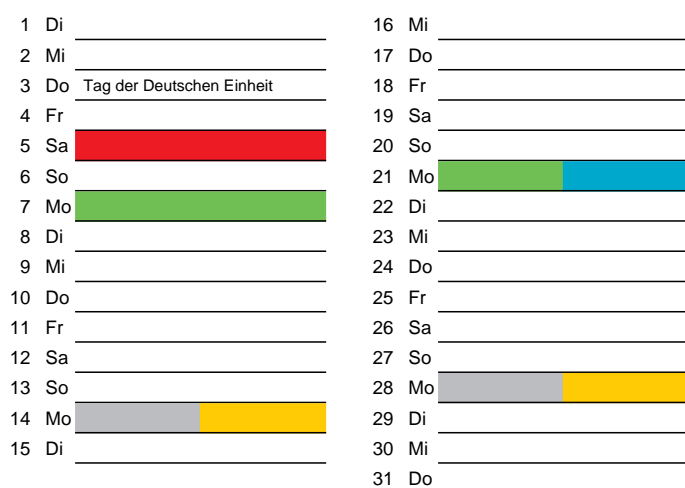 1 Di
2 Mi
3 Do Tag der Deutschen Einheit
4 Fr
5 Sa
6 So
7 Mo
8 Di
9 Mi
10 Do
11 Fr
12 Sa
13 So
14 Mo
15 Di
16 Mi
17 Do
18 Fr
19 Sa
20 So
21 Mo
22 Di
23 Mi
24 Do
25 Fr
26 Sa
27 So
28 Mo
29 Di
30 Mi
31 Do